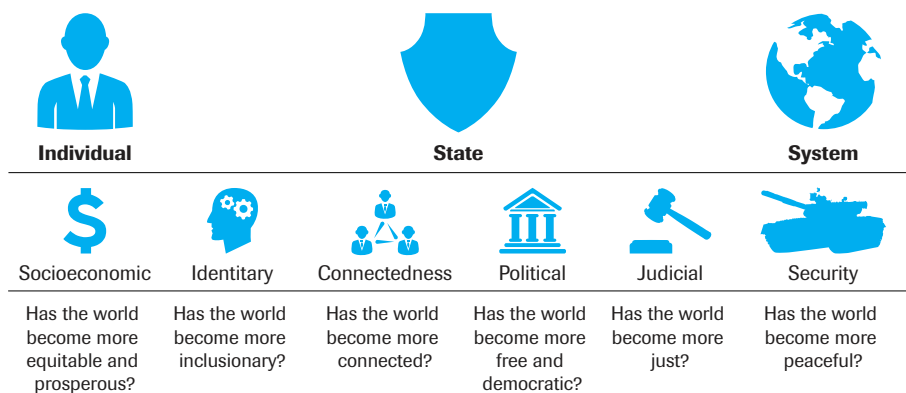 Individual
State
System
Socioeconomic
Identitary
Connectedness
Political
Judicial
Security
Has the world
become more
equitable and
prosperous?
Has the world
become more
inclusionary?
Has the world
become more
connected?
Has the world
become more
free and
democratic?
Has the world
become more
just?
Has the world
become more
peaceful?